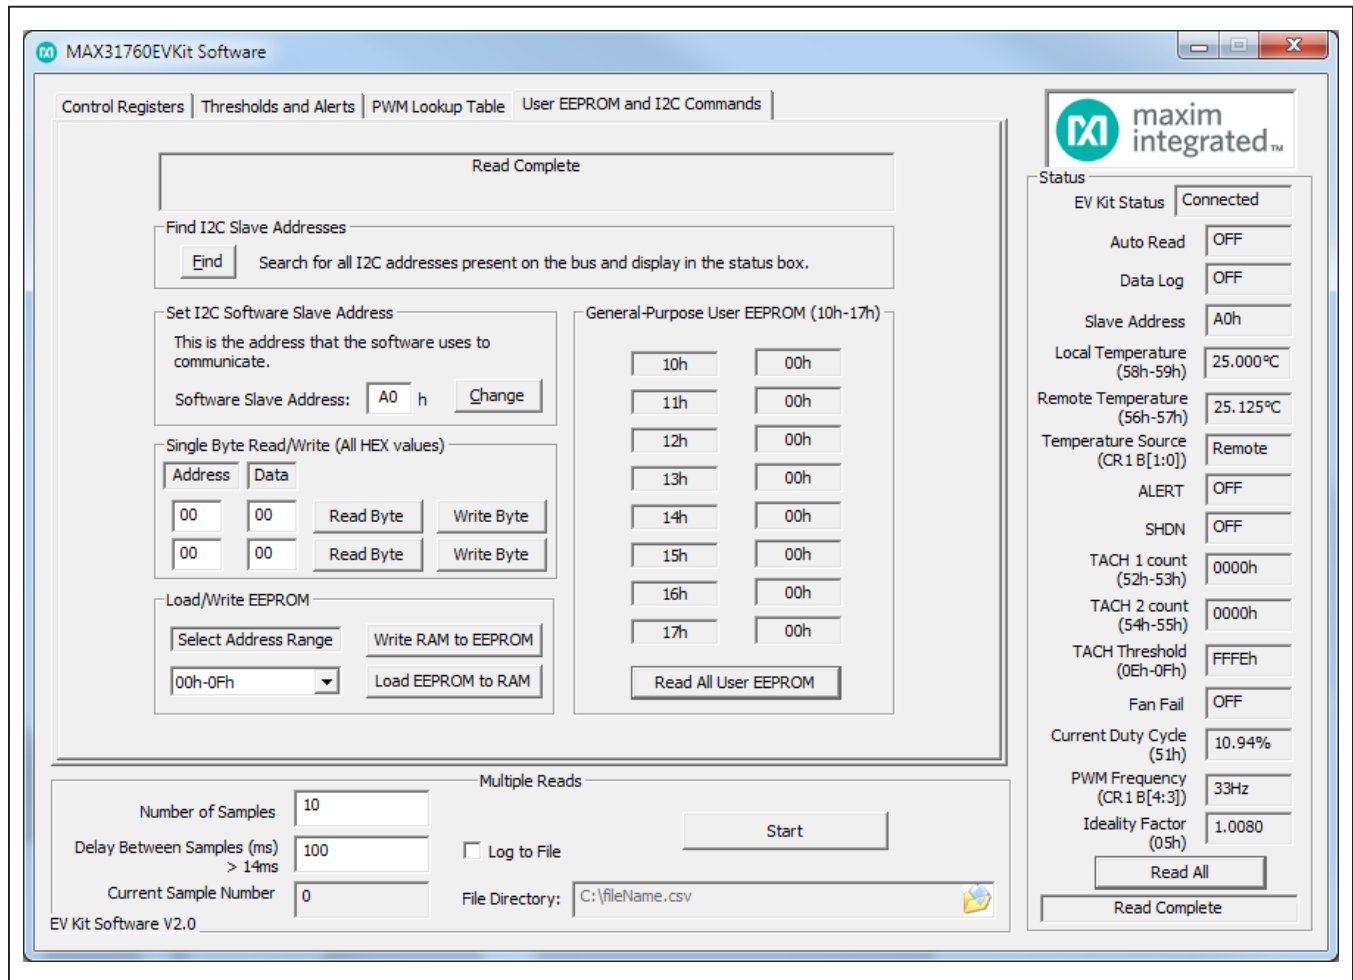 MAX31760EVKit Software
Control Registers
Thresholds and Alerts
PWM Lookup Table
User EEPROM and I2C Commands
Read Complete
Find I2C Slave Addresses
Find
Search for all I2C addresses present on the bus and display in the status box.
Set I2C Software Slave Address
This is the address that the software uses to
communicate.
Software Slave Address: A0 h
Change
Single Byte Read/Write (All HEX values)
Address Data
00 00 Read Byte Write Byte
00 00 Read Byte Write Byte
Load/Write EEPROM
Select Address Range
Write RAM to EEPROM
00h-0Fh
Load EEPROM to RAM
General-Purpose User EEPROM (10h-17h)
10h 00h
11h 00h
12h 00h
13h 00h
14h 00h
15h 00h
16h 00h
17h 00h
Read All User EEPROM
Multiple Reads
Number of Samples 10
Delay Between Samples (ms)
> 14ms
100
Current Sample Number 0
Log to File
Start
File Directory: C:\fileName.csv
EV Kit Software V2.0
maxim
integrated™
Status
EV Kit Status Connected
Auto Read OFF
Data Log OFF
Slave Address A0h
Local Temperature
(58h-59h)
25.000°C
Remote Temperature
(56h-57h)
25.125°C
Temperature Source
(CR1 B[1:0])
Remote
ALERT OFF
SHDN OFF
TACH 1 count
(52h-53h)
0000h
TACH 2 count
(54h-55h)
0000h
TACH Threshold
(0Eh-0Fh)
FFFEh
Fan Fail OFF
Current Duty Cycle
(51h)
10.94%
PWM Frequency
(CR1 B[4:3])
33Hz
Ideality Factor
(05h)
1.0080
Read All
Read Complete